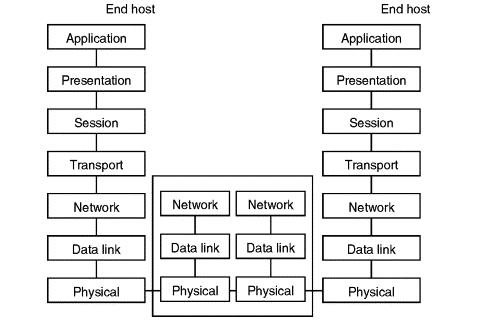 End host
End host
Application
Application
Presentation
Presentation
Session
Session
Transport
Transport
Network
Network
Network
Network
Data link
Data link
Data link
Data link
Physical
Physical
Physical
Physical